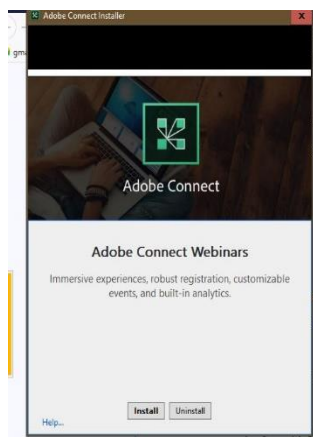 Adobe Connect Installer
X
gm
Adobe Connect
Adobe Connect Webinars
Immersive experiences, robust registration, customizable
events, and built-in analytics.
Install Uninstall
Help...